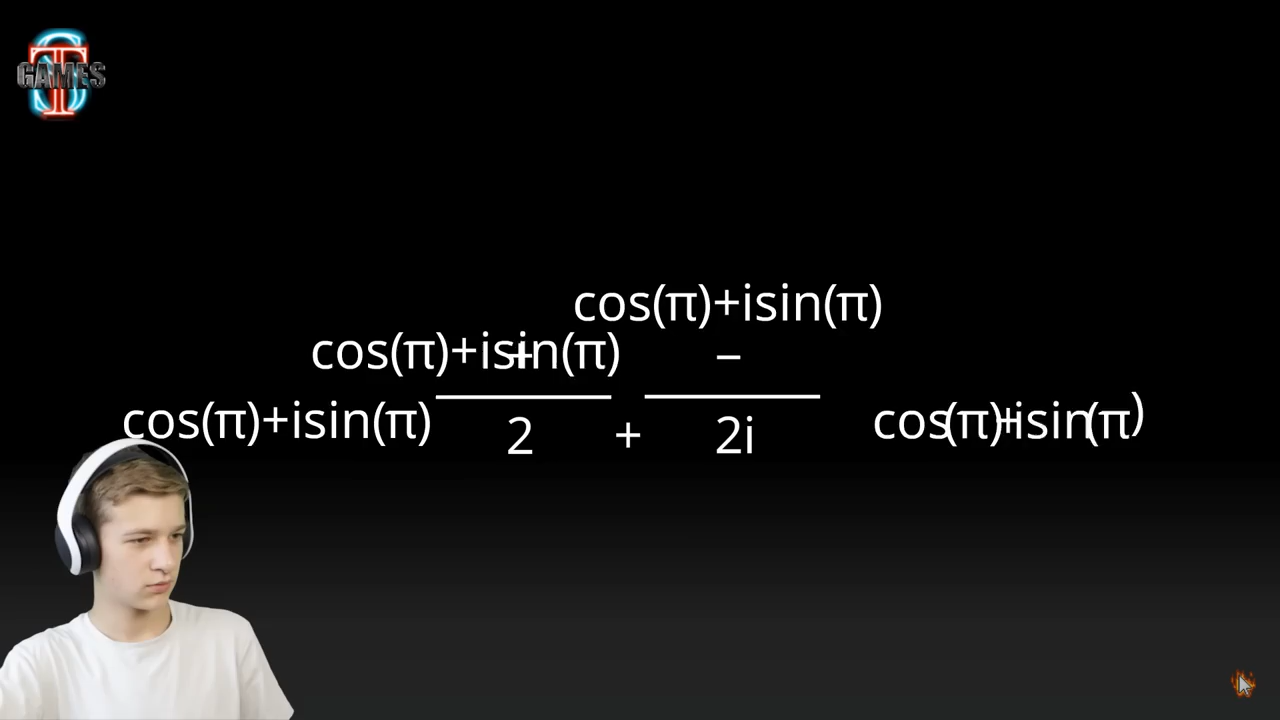 GAMES
cos(π)+isin(π)
cos(π)+isin(π)
+
–
cos(π)+isin(π)
2
+
2i
cos(π)+isin(π)